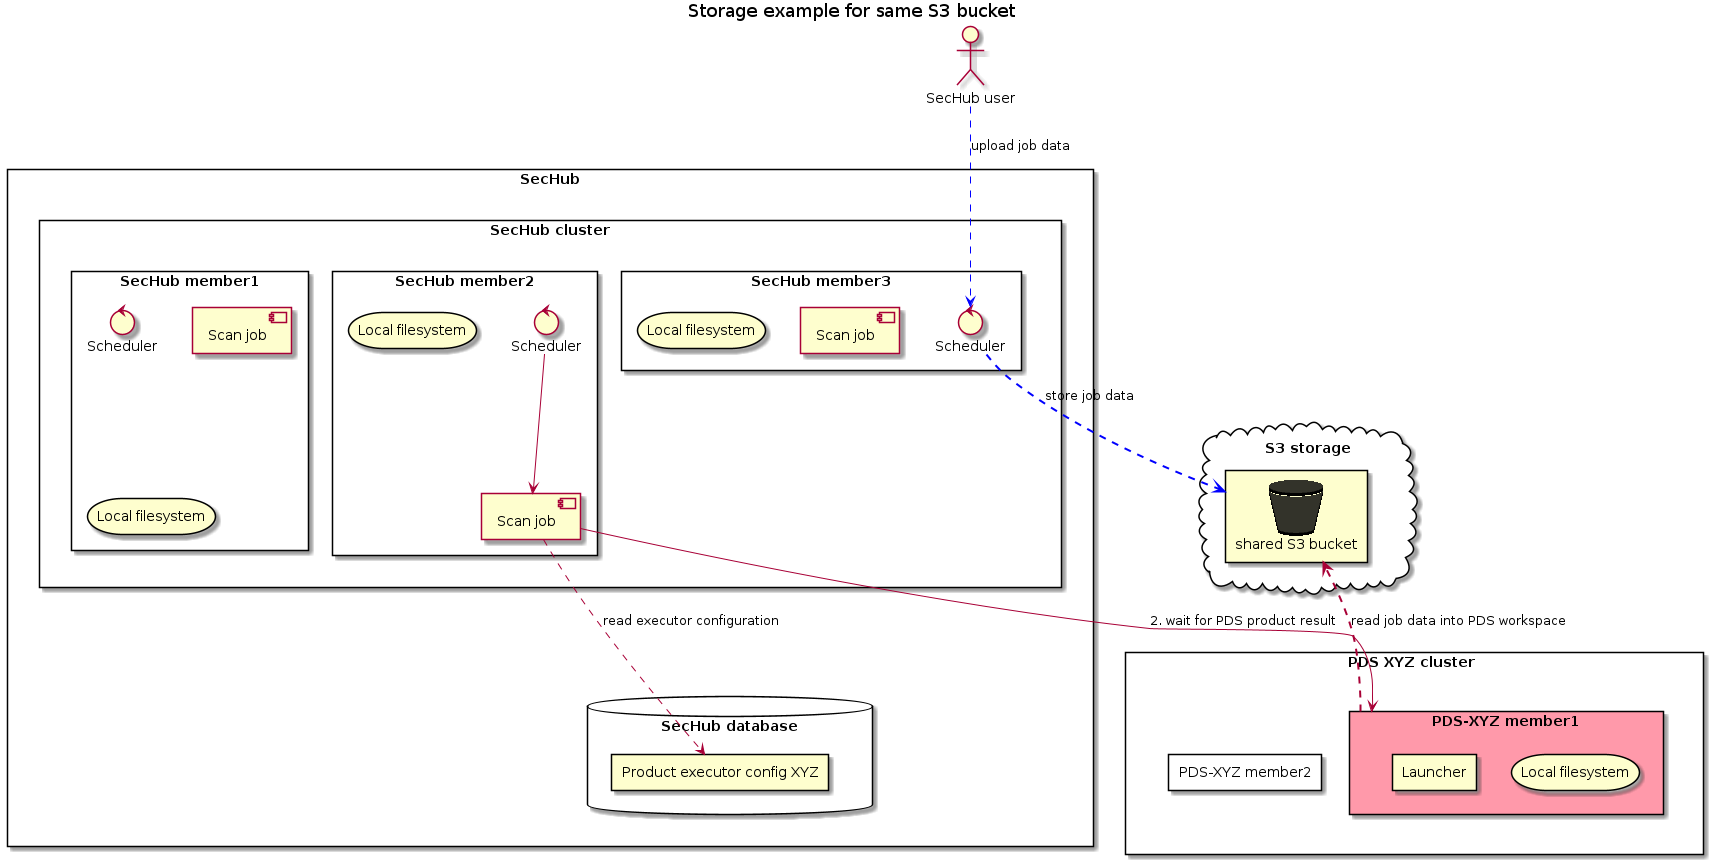 Storage example for same S3 bucket
SecHub user
upload job data
SecHub
SecHub cluster
SecHub member1
Scheduler
Scan job
Local filesystem
SecHub member2
Local filesystem
Scheduler
Scan job
SecHub member3
Local filesystem
Scan job
Scheduler
store job data
S3 storage
shared S3 bucket
read executor configuration
2. wait for PDS product result
read job data into PDS workspace
SecHub database
Product executor config XYZ
PDS XYZ cluster
PDS-XYZ member2
PDS-XYZ member1
Launcher
Local filesystem